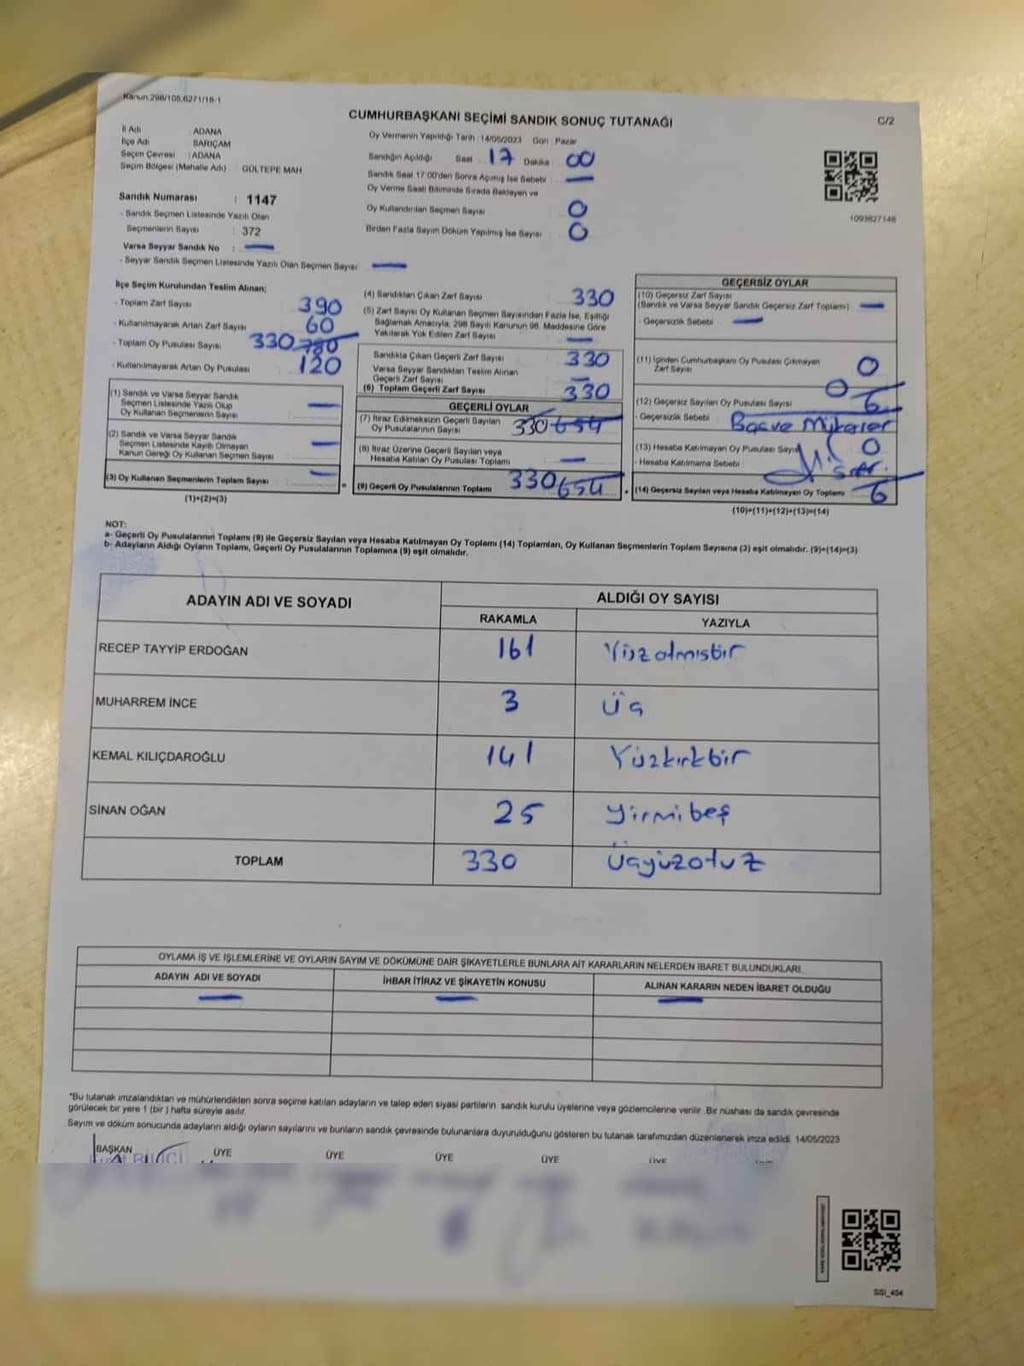 Kanun.298/105,6271/16-1
CUMHURBAŞKANI SEÇİMİ SANDIK SONUÇ TUTANAĞI
C/2
İl Adı ADANA
İlçe Adı SARIÇAM
Seçim Çevresi : ADANA
Seçim Bölgesi (Mahalle Adı) GÜLTEPE MAH
Oy Vermenin Yapıldığı Tarih : 14/05/2023 Gün : Pazar
Sandığın Açıldığı Saat 17 Dakika : 00
Sandık Saat 17:00'den Sonra Açılmış İse Sebebi : —
Oy Verme Saati Bitiminde Sırada Bekleyen ve
Oy Kullandırılan Seçmen Sayısı : 0
Birden Fazla Sayım Döküm Yapılmış İse Sayısı : 0
1093627146
Sandık Numarası : 1147
- Sandık Seçmen Listesinde Yazılı Olan
Seçmenlerin Sayısı : 372
Varsa Seyyar Sandık No : —
- Seyyar Sandık Seçmen Listesinde Yazılı Olan Seçmen Sayısı —
İlçe Seçim Kurulundan Teslim Alınan;
- Toplam Zarf Sayısı 390
- Kullanılmayarak Artan Zarf Sayısı 60
- Toplam Oy Pusulası Sayısı 330 780
- Kullanılmayarak Artan Oy Pusulası 120
(1) Sandık ve Varsa Seyyar Sandık
Seçmen Listesinde Yazılı Olup
Oy Kullanan Seçmenlerin Sayısı —
(2) Sandık ve Varsa Seyyar Sandık
Seçmen Listesinde Kayıtlı Olmayan
Kanun Gereği Oy Kullanan Seçmen Sayısı —
(3) Oy Kullanan Seçmenlerin Toplam Sayısı —
(1)+(2)=(3)
(4) Sandıktan Çıkan Zarf Sayısı 330
(5) Zarf Sayısı Oy Kullanan Seçmen Sayısından Fazla İse, Eşitliği
Sağlamak Amacıyla, 298 Sayılı Kanunun 98. Maddesine Göre
Yakılarak Yok Edilen Zarf Sayısı —
Sandıkta Çıkan Geçerli Zarf Sayısı 330
Varsa Seyyar Sandıktan Teslim Alınan
Geçerli Zarf Sayısı —
(6) Toplam Geçerli Zarf Sayısı 330
GEÇERLİ OYLAR
(7) İtiraz Edilmeksizin Geçerli Sayılan
Oy Pusulalarının Sayısı 330 654
(8) İtiraz Üzerine Geçerli Sayılan veya
Hesaba Katılan Oy Pusulası Toplamı —
(9) Geçerli Oy Pusulalarının Toplamı 330 654
GEÇERSİZ OYLAR
(10) Geçersiz Zarf Sayısı
(Sandık ve Varsa Seyyar Sandık Geçersiz Zarf Toplamı) —
- Geçersizlik Sebebi : —
(11) İçinden Cumhurbaşkanı Oy Pusulası Çıkmayan
Zarf Sayısı 0
(12) Geçersiz Sayılan Oy Pusulası Sayısı 0 6
- Geçersizlik Sebebi :
(13) Hesaba Katılmayan Oy Pusulası Sayısı 0
- Hesaba Katılmama Sebebi :
(14) Geçersiz Sayılan veya Hesaba Katılmayan Oy Toplamı 6
(10)+(11)+(12)+(13)=(14)
NOT:
a- Geçerli Oy Pusulalarının Toplamı (9) ile Geçersiz Sayılan veya Hesaba Katılmayan Oy Toplamı (14) Toplamları, Oy Kullanan Seçmenlerin Toplam Sayısına (3) eşit olmalıdır. (9)+(14)=(3)
b- Adayların Aldığı Oyların Toplamı, Geçerli Oy Pusulalarının Toplamına (9) eşit olmalıdır.
ADAYIN ADI VE SOYADI ALDIĞI OY SAYISI
RAKAMLA YAZIYLA
RECEP TAYYİP ERDOĞAN 161 Yüzatmışbir
MUHARREM İNCE 3 Üç
KEMAL KILIÇDAROĞLU 141 Yüzkırkbir
SİNAN OĞAN 25 Yirmibeş
TOPLAM 330 Üçyüzotuz
OYLAMA İŞ VE İŞLEMLERİNE VE OYLARIN SAYIM VE DÖKÜMÜNE DAİR ŞİKAYETLERLE BUNLARA AİT KARARLARIN NELERDEN İBARET BULUNDUKLARI
ADAYIN ADI VE SOYADI İHBAR İTİRAZ VE ŞİKAYETİN KONUSU ALINAN KARARIN NEDEN İBARET OLDUĞU
— — —
"Bu tutanak imzalandıktan ve mühürlendikten sonra seçime katılan adayların ve talep eden siyasi partilerin sandık kurulu üyelerine veya gözlemcilerine verilir. Bir nüshası da sandık çevresinde
görülecek bir yere 1 (bir) hafta süreyle asılır.
Sayım ve döküm sonucunda adayların aldığı oyların sayılarını ve bunların sandık çevresinde bulunanlara duyurulduğunu gösteren bu tutanak tarafımızdan düzenlenerek imza edildi. 14/05/2023
BAŞKAN ÜYE ÜYE ÜYE ÜYE ÜYE
SSI_454